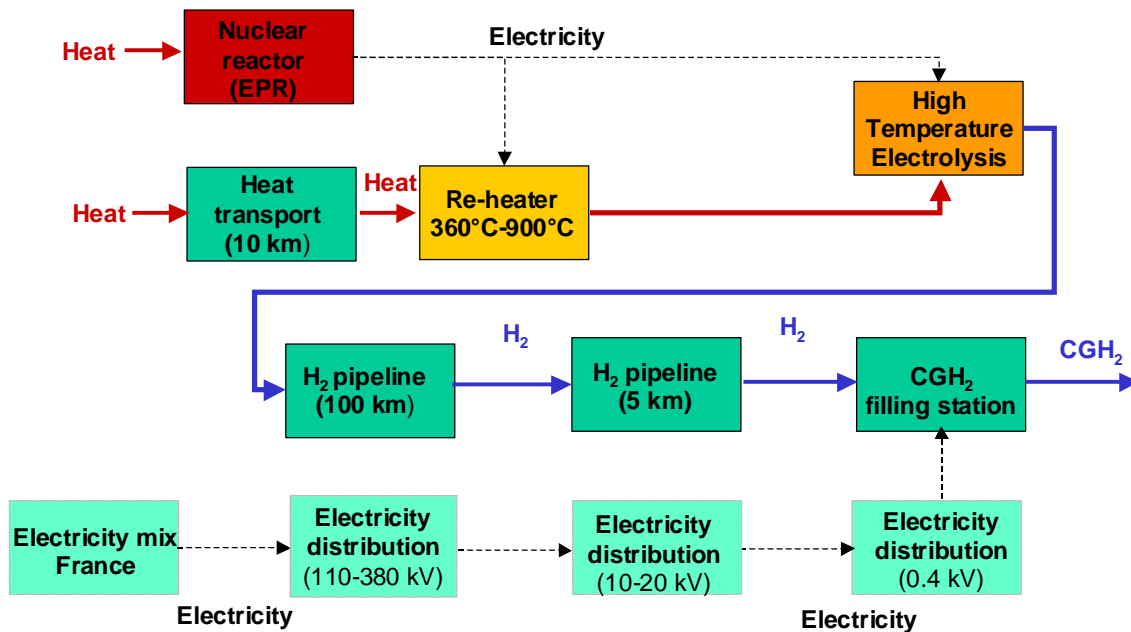 Heat
Nuclear
reactor
(EPR)
Electricity
High
Temperature
Electrolysis
Heat
Heat
transport
(10 km)
Heat
Re-heater
360°C-900°C
H₂ pipeline
(100 km)
H₂
H₂ pipeline
(5 km)
H₂
CGH₂
filling station
CGH₂
Electricity mix
France
Electricity
distribution
(110-380 kV)
Electricity
distribution
(10-20 kV)
Electricity
distribution
(0.4 kV)
Electricity
Electricity